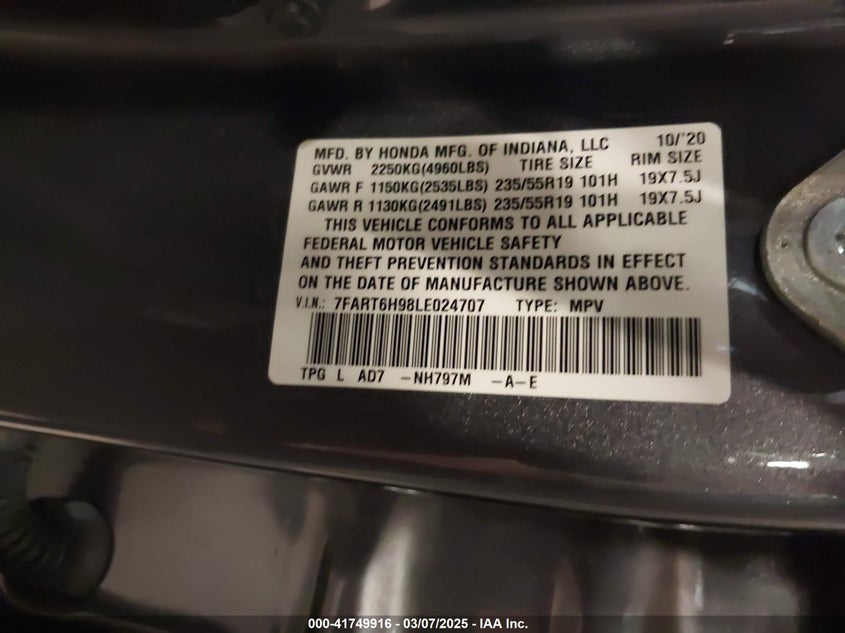 MFD. BY HONDA MFG. OF INDIANA, LLC 10/'20
GVWR 2250KG(4960LBS) TIRE SIZE RIM SIZE
GAWR F 1150KG(2535LBS) 235/55R19 101H 19X7.5J
GAWR R 1130KG(2491LBS) 235/55R19 101H 19X7.5J
THIS VEHICLE CONFORMS TO ALL APPLICABLE
FEDERAL MOTOR VEHICLE SAFETY
AND THEFT PREVENTION STANDARDS IN EFFECT
ON THE DATE OF MANUFACTURE SHOWN ABOVE.
V.I.N.: 7FART6H98LE024707 TYPE: MPV
TPG L AD7 -NH797M -A-E
000-41749916 - 03/07/2025 - IAA Inc.